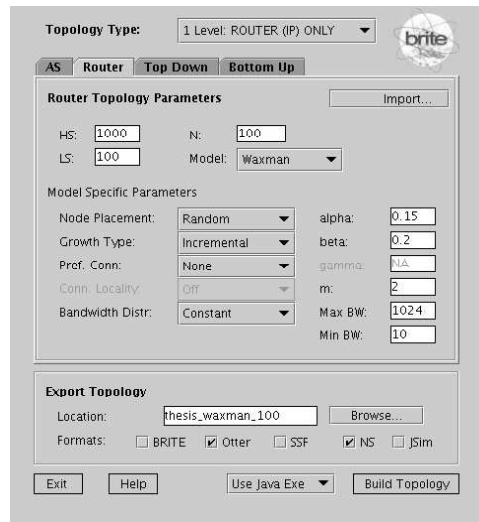 Topology Type: 1 Level: ROUTER (IP) ONLY
brite
AS Router Top Down Bottom Up
Router Topology Parameters Import...
HS: 1000 N: 100
LS: 100 Model: Waxman
Model Specific Parameters
Node Placement: Random alpha: 0.15
Growth Type: Incremental beta: 0.2
Pref. Conn: None gamma: NA
Conn. Locality: Off m: 2
Bandwidth Distr: Constant Max BW: 1024
Min BW: 10
Export Topology
Location: thesis_waxman_100 Browse...
Formats: BRITE Otter SSF NS JSim
Exit Help Use Java Exe Build Topology